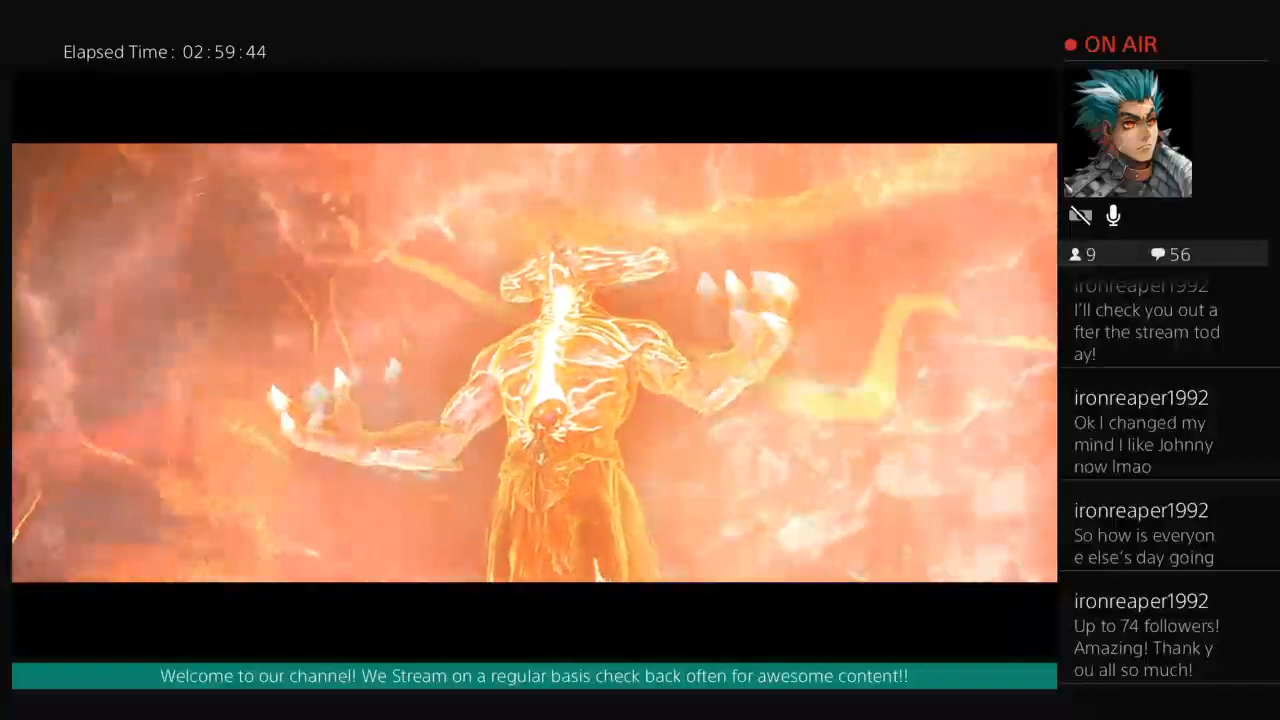 Elapsed Time: 02:59:44
ON AIR
9
56
ironreaper1992
I'll check you out a
fter the stream tod
ay!
ironreaper1992
Ok I changed my
mind I like Johnny
now lmao
ironreaper1992
So how is everyon
e else's day going
ironreaper1992
Up to 74 followers!
Amazing! Thank y
ou all so much!
Welcome to our channel! We Stream on a regular basis check back often for awesome content!!